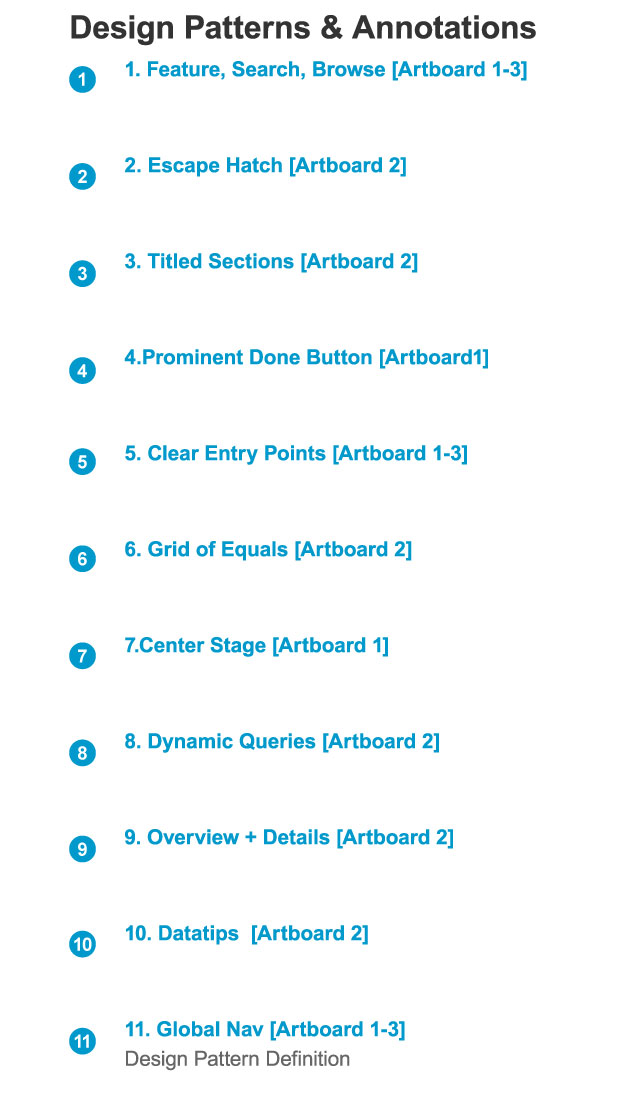 Design Patterns & Annotations
1 1. Feature, Search, Browse [Artboard 1-3]
2 2. Escape Hatch [Artboard 2]
3 3. Titled Sections [Artboard 2]
4 4.Prominent Done Button [Artboard1]
5 5. Clear Entry Points [Artboard 1-3]
6 6. Grid of Equals [Artboard 2]
7 7.Center Stage [Artboard 1]
8 8. Dynamic Queries [Artboard 2]
9 9. Overview + Details [Artboard 2]
10 10. Datatips  [Artboard 2]
11 11. Global Nav [Artboard 1-3]
Design Pattern Definition